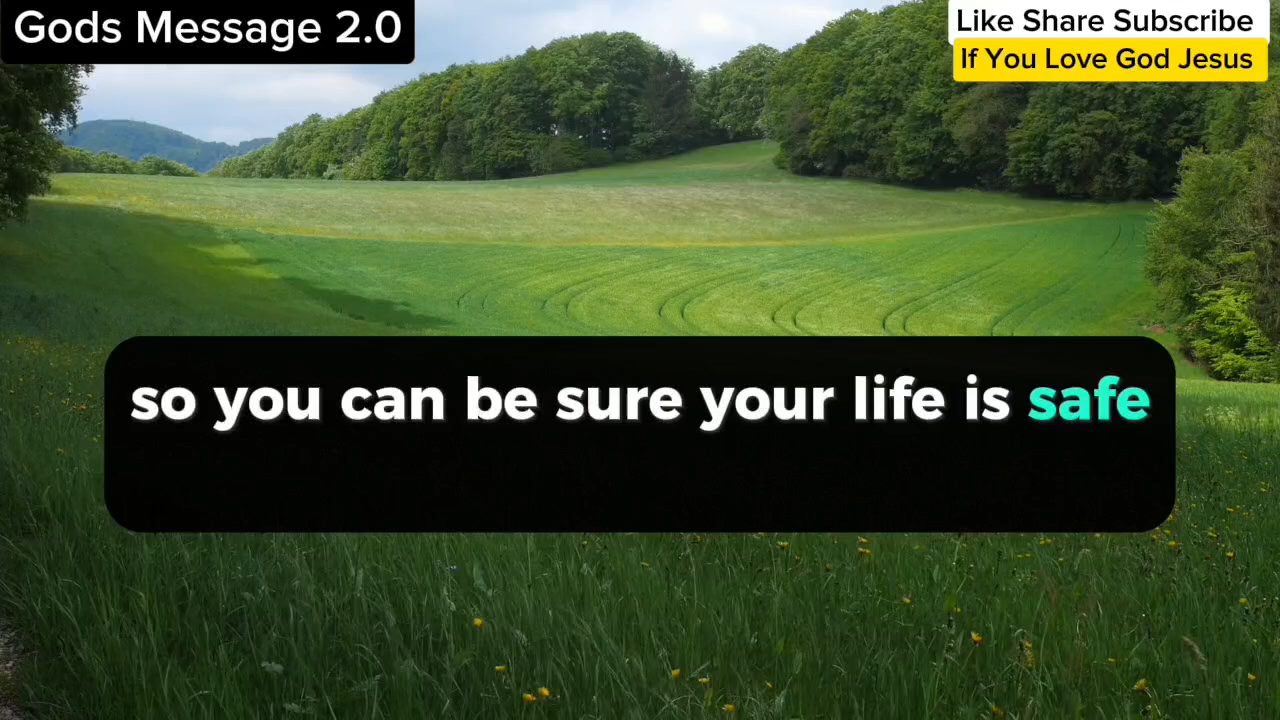 Gods Message 2.0
Like Share Subscribe
If You Love God Jesus
so you can be sure your life is safe